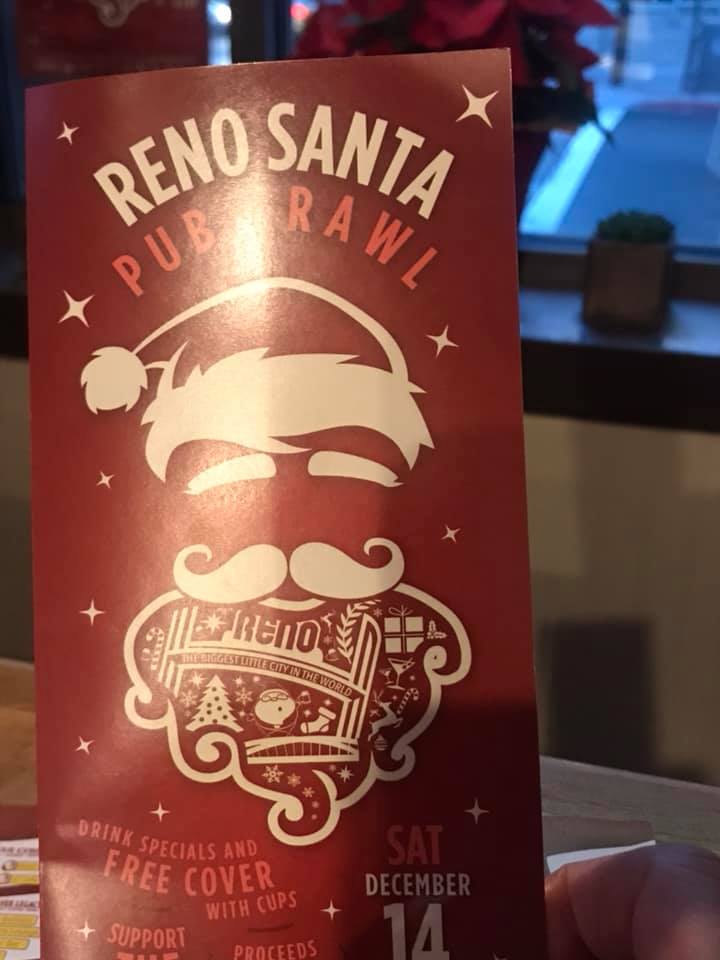 RENO SANTA
PUB CRAWL
RENO
THE BIGGEST LITTLE CITY IN THE WORLD
DRINK SPECIALS AND
FREE COVER
WITH CUPS
SUPPORT
THE
PROCEEDS
SAT
DECEMBER
14